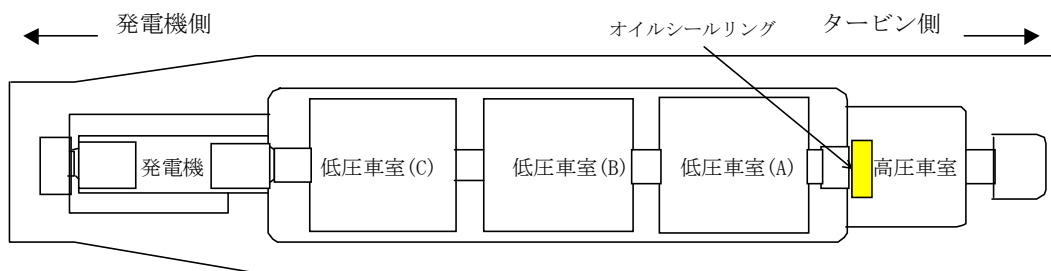 発電機側
オイルシールリング
タービン側
発電機
低圧車室(C)
低圧車室(B)
低圧車室(A)
高圧車室